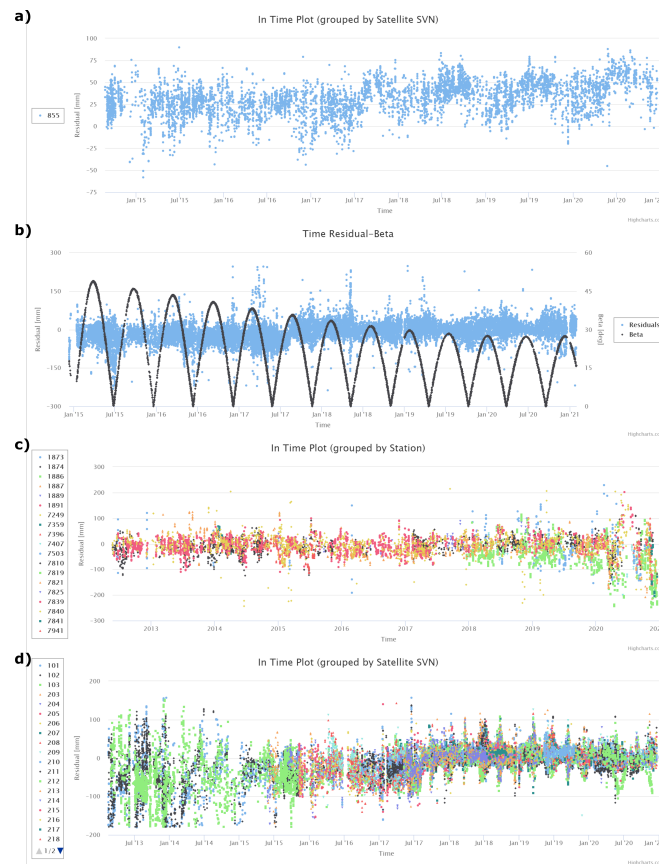 a)
In Time Plot (grouped by Satellite SVN)
100
75
50
25
0
−25
−50
−75
Residual [mm]
855
Jan '15
Jul '15
Jan '16
Jul '16
Jan '17
Jul '17
Jan '18
Jul '18
Jan '19
Jul '19
Jan '20
Jul '20
Time
b)
Time Residual-Beta
300
150
0
−150
−300
Residual [mm]
60
45
30
15
0
Beta [deg]
Residuals
Beta
Jan '15
Jul '15
Jan '16
Jul '16
Jan '17
Jul '17
Jan '18
Jul '18
Jan '19
Jul '19
Jan '20
Jul '20
Jan '21
Time
c)
In Time Plot (grouped by Station)
1873
1874
1886
1887
1889
1891
7249
7359
7396
7407
7503
7810
7819
7821
7825
7839
7840
7841
7941
300
200
100
0
−100
−200
−300
Residual [mm]
2013
2014
2015
2016
2017
2018
2019
2020
Time
d)
In Time Plot (grouped by Satellite SVN)
101
102
103
203
204
205
206
207
208
209
210
211
212
213
214
215
216
217
218
1/2
200
100
0
−100
−200
Residual [mm]
Jul '13
Jan '14
Jul '14
Jan '15
Jul '15
Jan '16
Jul '16
Jan '17
Jul '17
Jan '18
Jul '18
Jan '19
Jul '19
Jan '20
Jul '20
Time